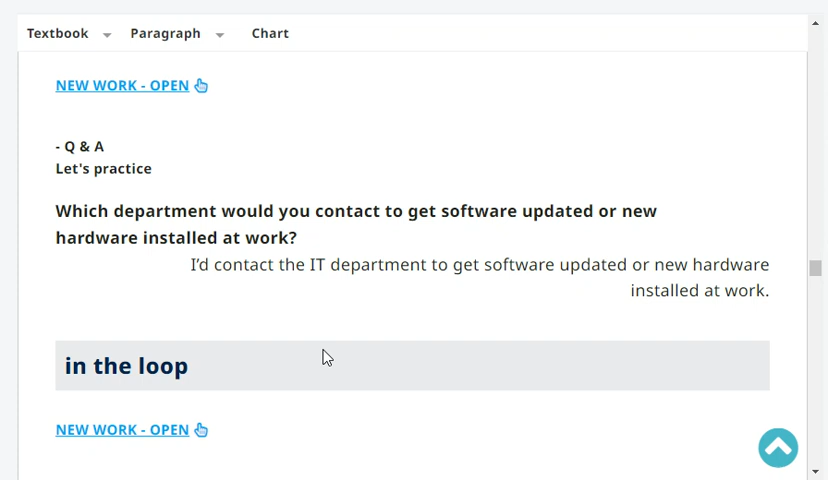 Textbook Paragraph Chart
NEW WORK - OPEN
- Q & A
Let's practice
Which department would you contact to get software updated or new
hardware installed at work?
I’d contact the IT department to get software updated or new hardware
installed at work.
in the loop
NEW WORK - OPEN